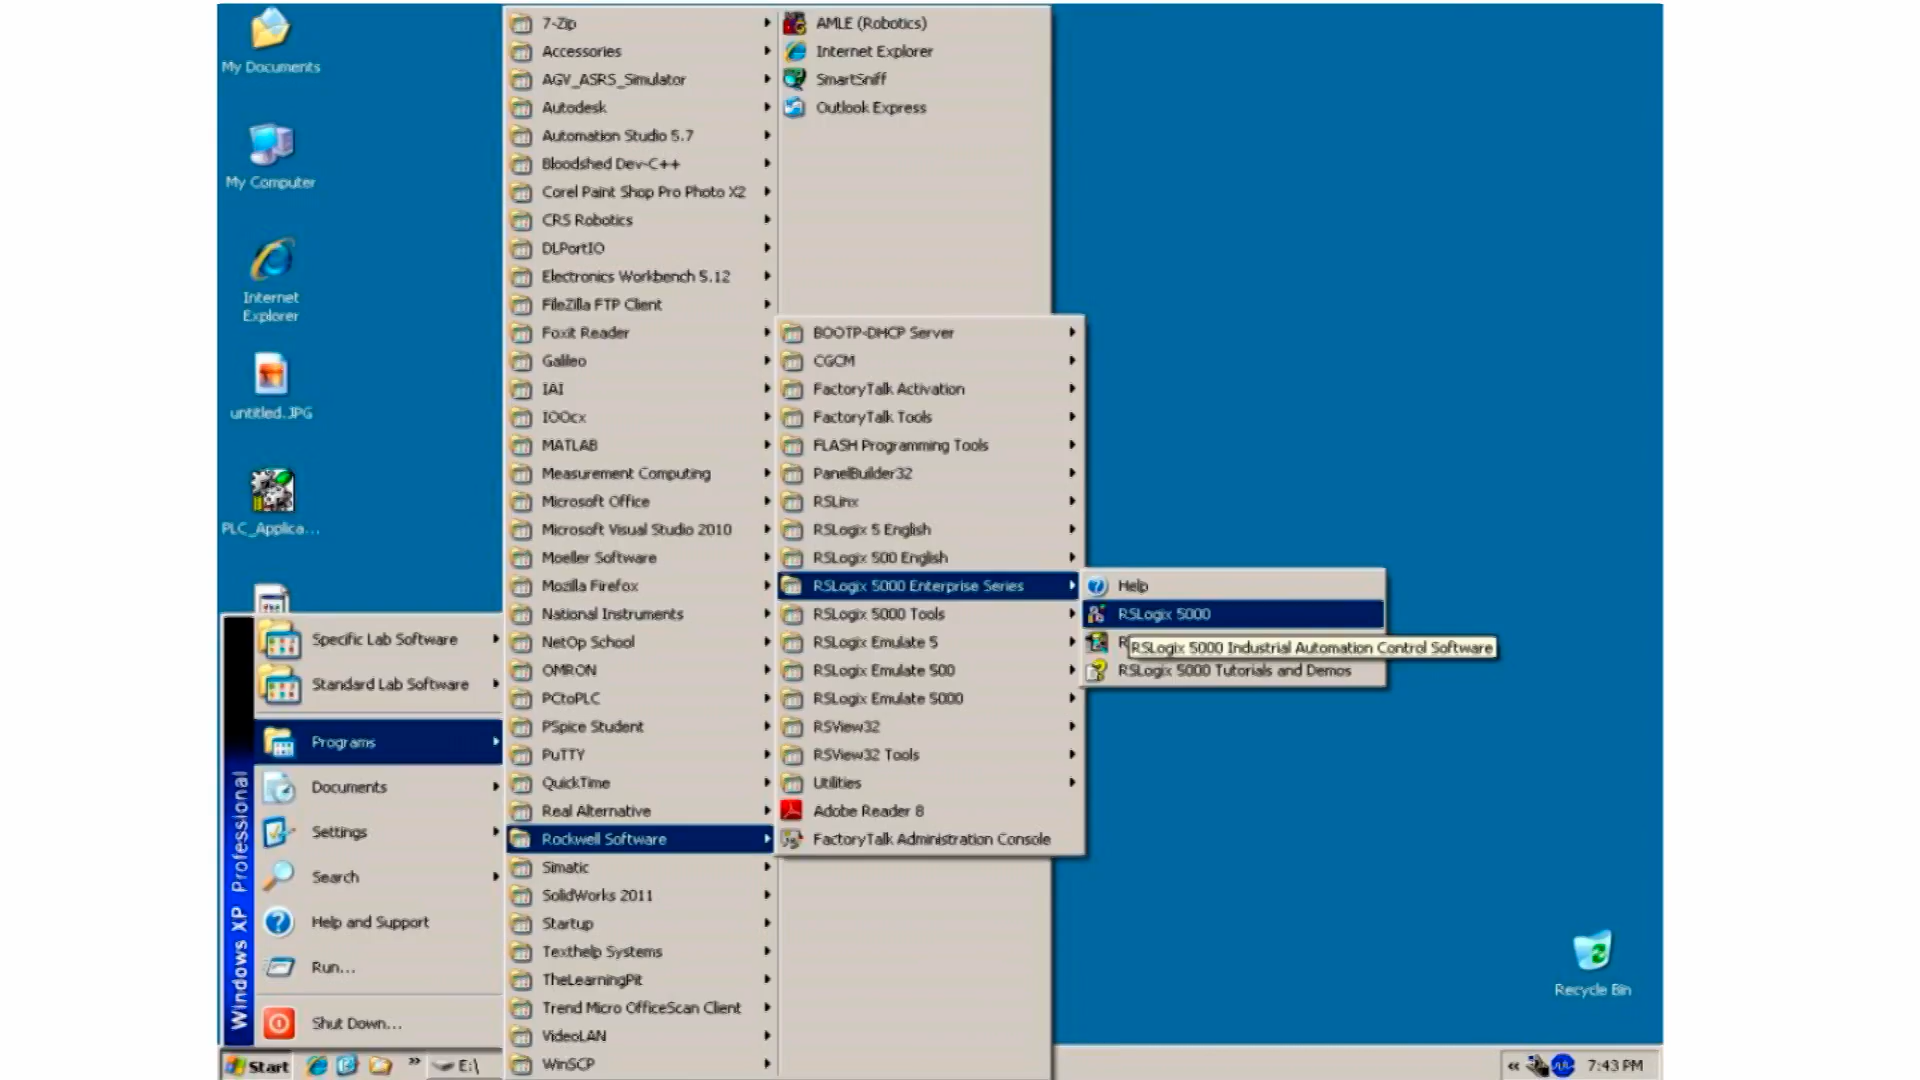 My Documents
My Computer
Internet
Explorer
untitled.JPG
PLC_Applica...
Specific Lab Software
Standard Lab Software
Programs
Documents
Settings
Search
Help and Support
Run...
Shut Down...
Windows XP Professional
7-Zip
Accessories
AGV_ASRS_Simulator
Autodesk
Automation Studio 5.7
Bloodshed Dev-C++
Corel Paint Shop Pro Photo X2
CRS Robotics
DLPortIO
Electronics Workbench 5.12
FileZilla FTP Client
Foxit Reader
Galileo
IAI
IOOcx
MATLAB
Measurement Computing
Microsoft Office
Microsoft Visual Studio 2010
Moeller Software
Mozilla Firefox
National Instruments
NetOp School
OMRON
PCtoPLC
PSpice Student
PuTTY
QuickTime
Real Alternative
Rockwell Software
Simatic
SolidWorks 2011
Startup
Texthelp Systems
TheLearningPit
Trend Micro OfficeScan Client
VideoLAN
WinSCP
AMLE (Robotics)
Internet Explorer
SmartSniff
Outlook Express
BOOTP-DHCP Server
CGCM
FactoryTalk Activation
FactoryTalk Tools
FLASH Programming Tools
PanelBuilder32
RSLinx
RSLogix 5 English
RSLogix 500 English
RSLogix 5000 Enterprise Series
RSLogix 5000 Tools
RSLogix Emulate 5
RSLogix Emulate 500
RSLogix Emulate 5000
RSView32
RSView32 Tools
Utilities
Adobe Reader 8
FactoryTalk Administration Console
Help
RSLogix 5000
RSLogix 5000 Industrial Automation Control Software
RSLogix 5000 Tutorials and Demos
Recycle Bin
Start
E:\
7:43 PM